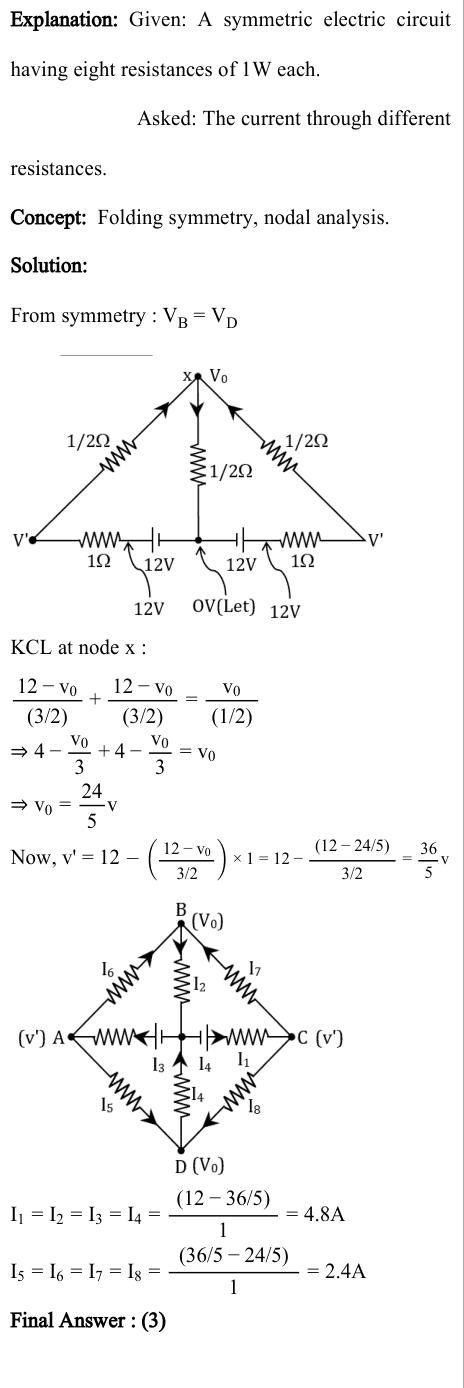 Explanation: Given: A symmetric electric circuit
having eight resistances of 1W each.
Asked: The current through different
resistances.
Concept: Folding symmetry, nodal analysis.
Solution:
From symmetry : V_B = V_D
x V₀
1/2Ω 1/2Ω
1/2Ω
V' V'
1Ω 12V 12V 1Ω
12V 0V(Let) 12V
KCL at node x :
(12 − v₀)/(3/2) + (12 − v₀)/(3/2) = v₀/(1/2)
⇒ 4 − v₀/3 + 4 − v₀/3 = v₀
⇒ v₀ = 24/5 v
Now, v' = 12 − ((12 − v₀)/(3/2)) × 1 = 12 − (12 − 24/5)/(3/2) = 36/5 v
B (V₀)
I₆ I₇
I₂
(v') A C (v')
I₃ I₄ I₁
I₅ I₄ I₈
D (V₀)
I₁ = I₂ = I₃ = I₄ = (12 − 36/5)/1 = 4.8A
I₅ = I₆ = I₇ = I₈ = (36/5 − 24/5)/1 = 2.4A
Final Answer : (3)